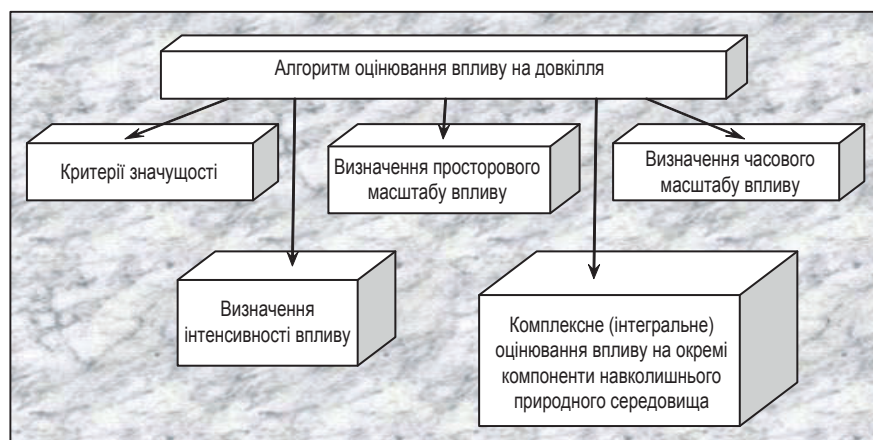 Алгоритм оцінювання впливу на довкілля
Критерії значущості
Визначення просторового
масштабу впливу
Визначення часового
масштабу впливу
Визначення
інтенсивності впливу
Комплексне (інтегральне)
оцінювання впливу на окремі
компоненти навколишнього
природного середовища